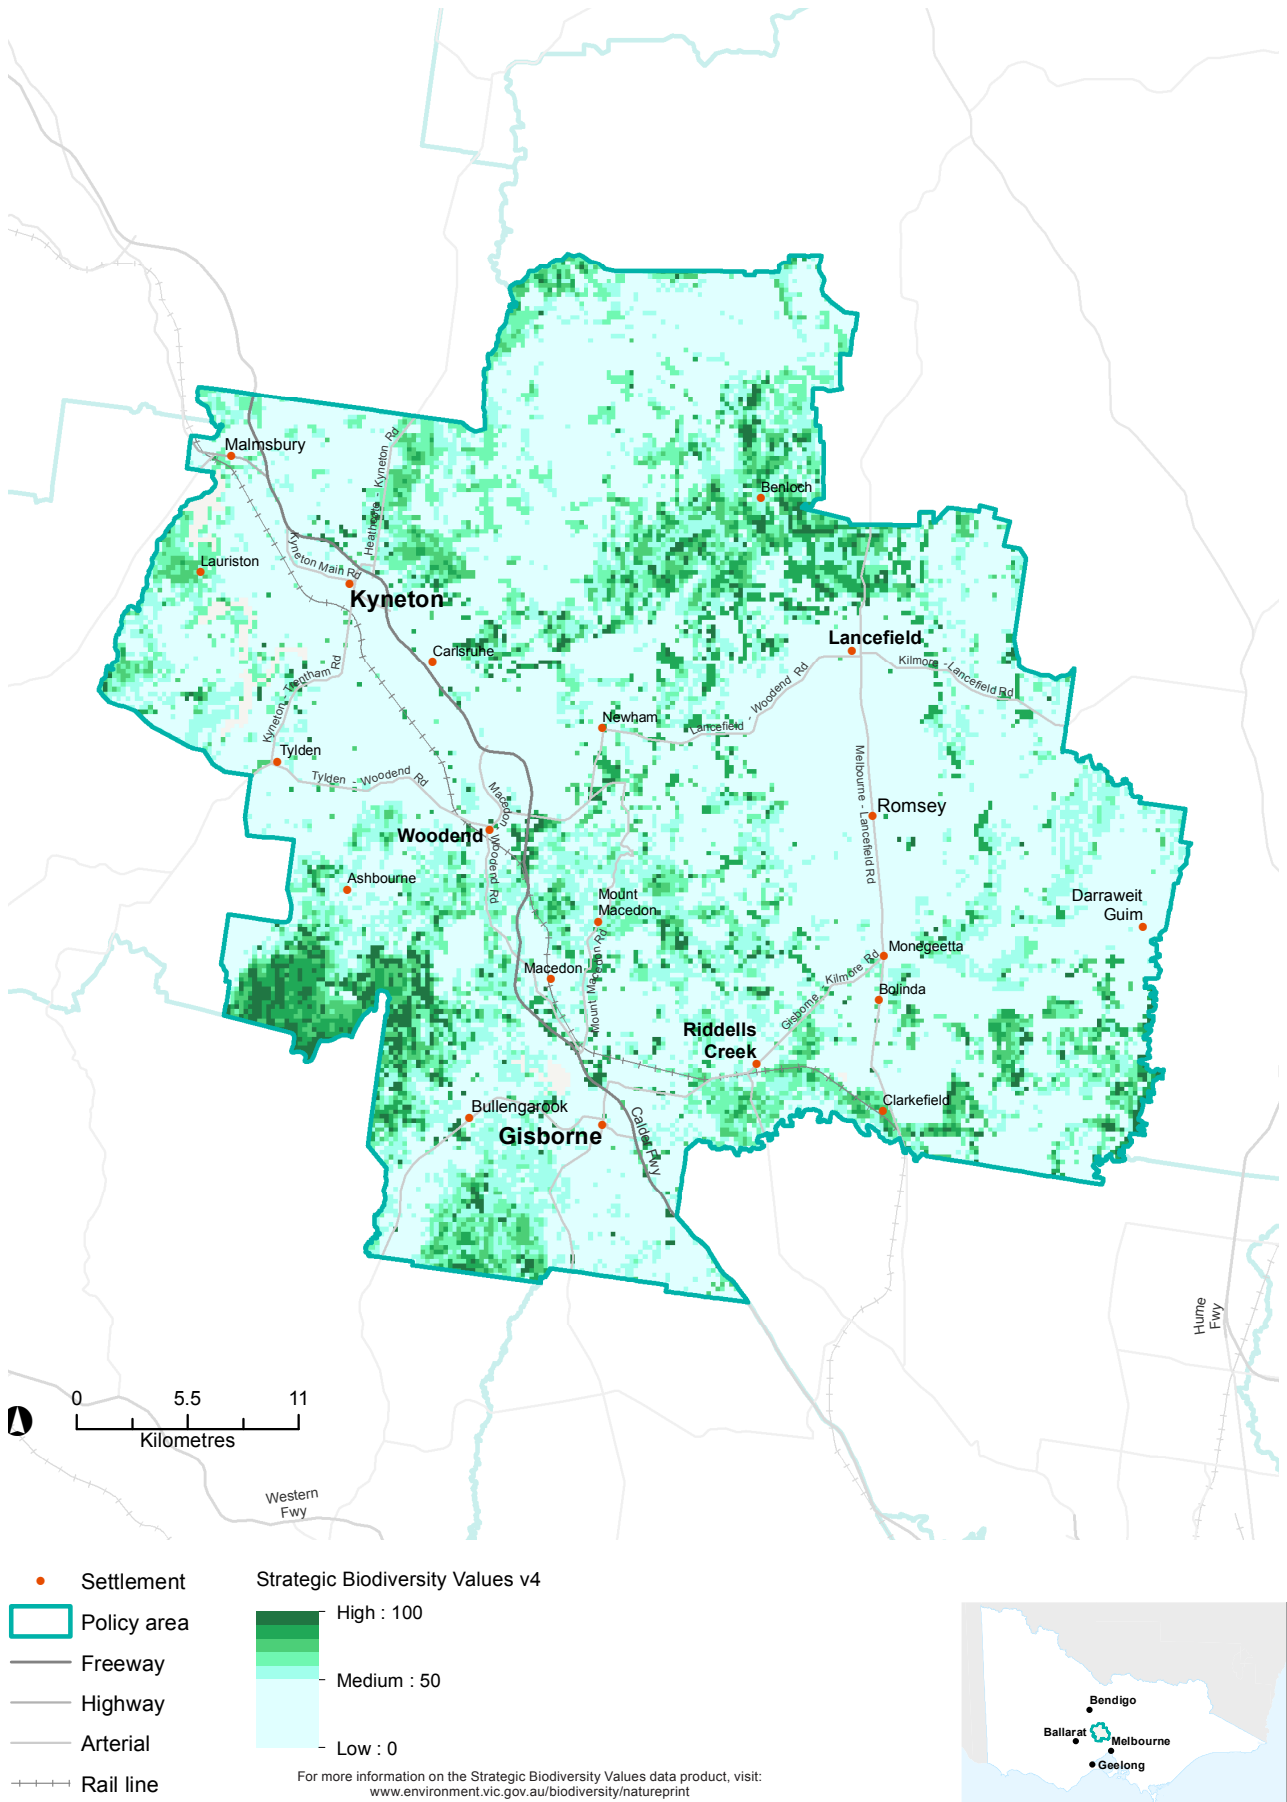 Malmsbury
Heathcote - Kyneton Rd
Benloch
Lauriston
Kyneton Main Rd
Kyneton
Lancefield
Carlsruhe
Kilmore - Lancefield Rd
Kyneton - Trentham Rd
Lancefield - Woodend Rd
Newham
Tylden
Tylden - Woodend Rd
Melbourne - Lancefield Rd
Macedon - Woodend Rd
Romsey
Woodend
Ashbourne
Mount
Macedon
Darraweit
Guim
Monegeetta
Macedon
Mount Macedon Rd
Gisborne - Kilmore Rd
Bolinda
Riddells
Creek
Bullengarook
Clarkefield
Gisborne
Calder Fwy
Hume
Fwy
0 5.5 11
Kilometres
Western
Fwy
Settlement
Policy area
Freeway
Highway
Arterial
Rail line
Strategic Biodiversity Values v4
High : 100
Medium : 50
Low : 0
For more information on the Strategic Biodiversity Values data product, visit:
www.environment.vic.gov.au/biodiversity/natureprint
Bendigo
Ballarat
Melbourne
Geelong